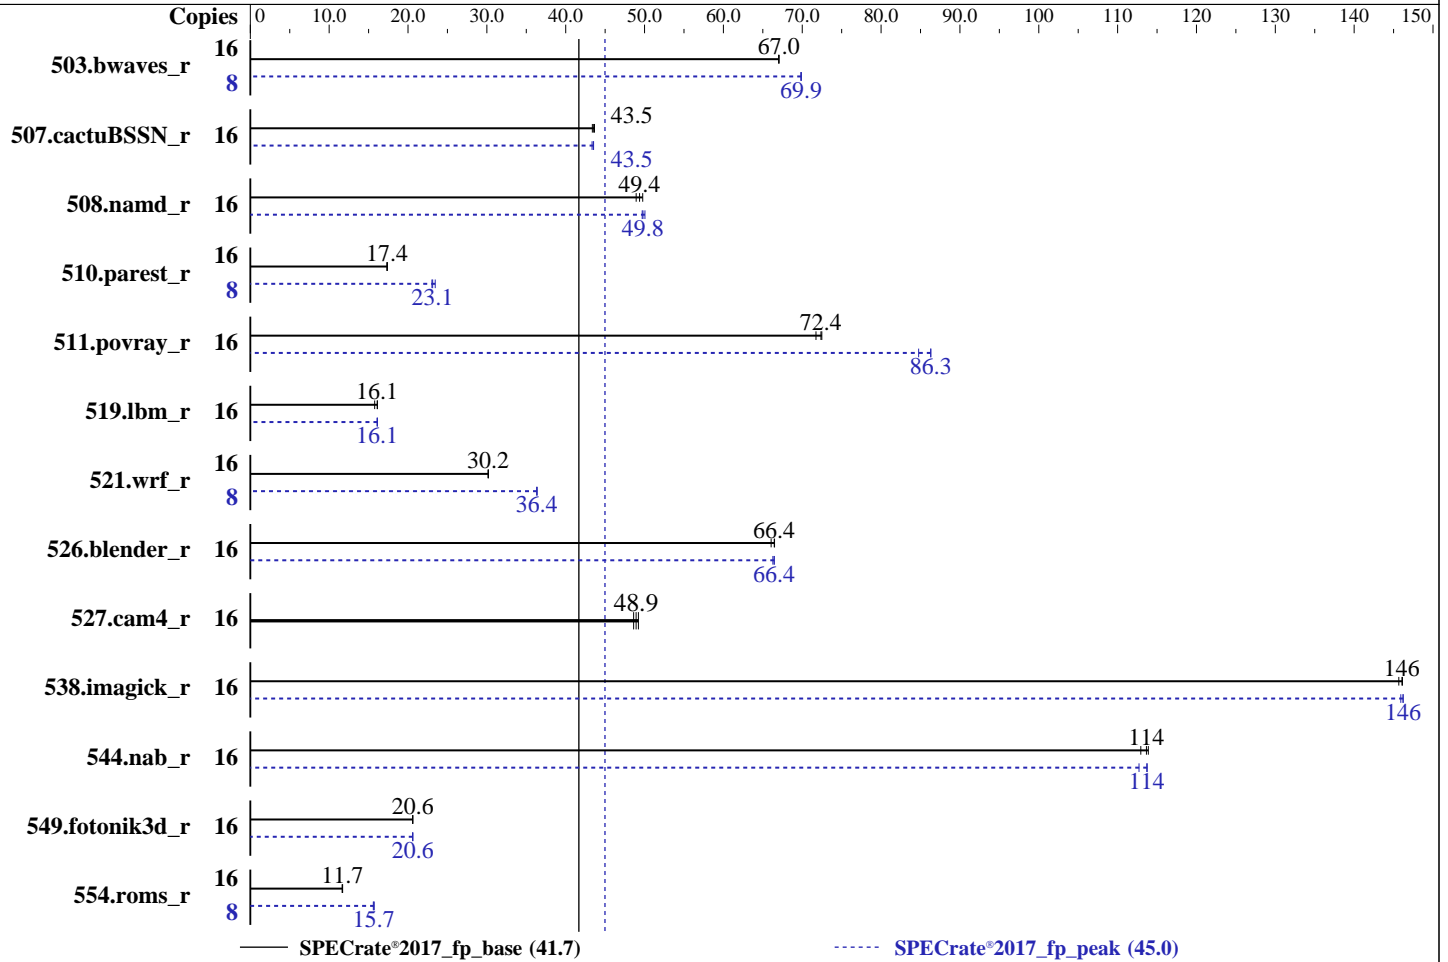 Copies 0 10.0 20.0 30.0 40.0 50.0 60.0 70.0 80.0 90.0 100 110 120 130 140 150
503.bwaves_r 16 67.0
8 69.9
507.cactuBSSN_r 16 43.5
43.5
508.namd_r 16 49.4
49.8
510.parest_r 16 17.4
8 23.1
511.povray_r 16 72.4
86.3
519.lbm_r 16 16.1
16.1
521.wrf_r 16 30.2
8 36.4
526.blender_r 16 66.4
66.4
527.cam4_r 16 48.9
538.imagick_r 16 146
146
544.nab_r 16 114
114
549.fotonik3d_r 16 20.6
20.6
554.roms_r 16 11.7
8 15.7
SPECrate®2017_fp_base (41.7) SPECrate®2017_fp_peak (45.0)